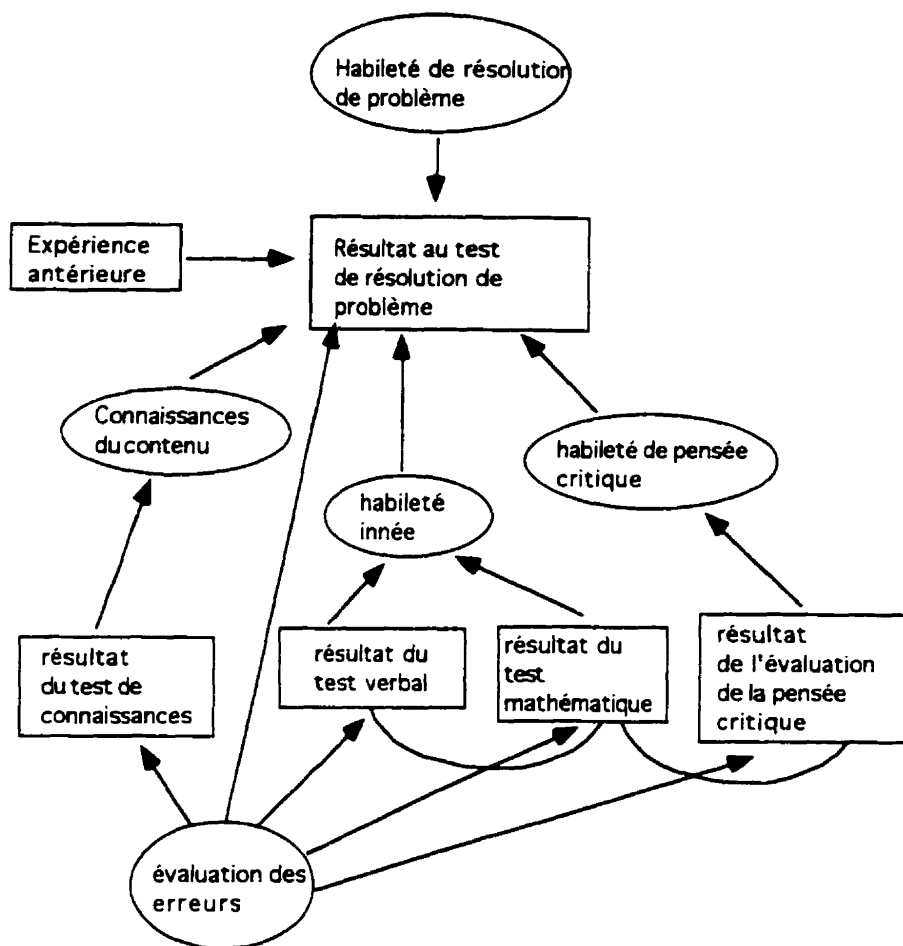 Habileté de résolution
de problème
Expérience
antérieure
Résultat au test
de résolution de
problème
Connaissances
du contenu
habileté de pensée
critique
habileté
innée
résultat
du test de
connaissances
résultat du
test verbal
résultat du
test
mathématique
résultat
de l'évaluation
de la pensée
critique
évaluation des
erreurs